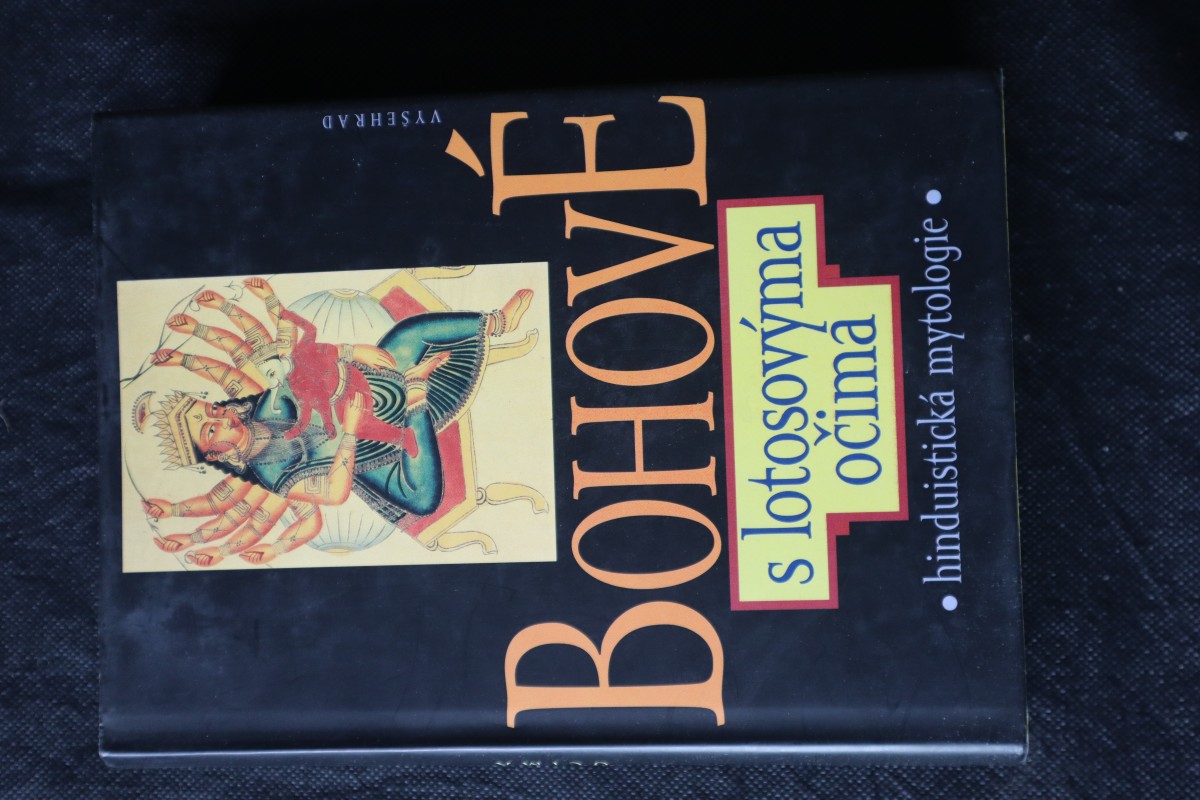 BOHOVÉ
s lotosovýma
očima
• hinduistická mytologie •
VYŠEHRAD